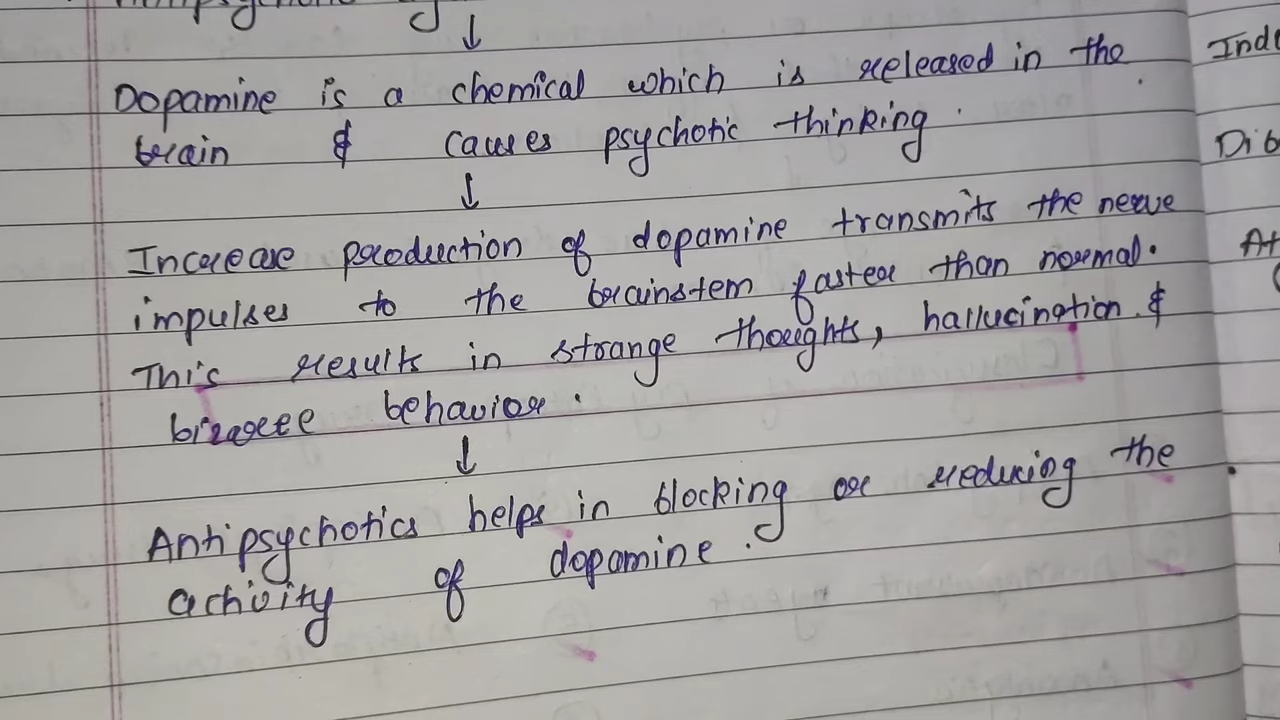 ↓
Dopamine is a chemical which is released in the
brain & causes psychotic thinking.
↓
Increase production of dopamine transmits the nerve
impulses to the brainstem faster than normal.
This results in strange thoughts, hallucination &
bizaree behavior.
↓
Antipsychotics helps in blocking or reducing the
activity of dopamine.